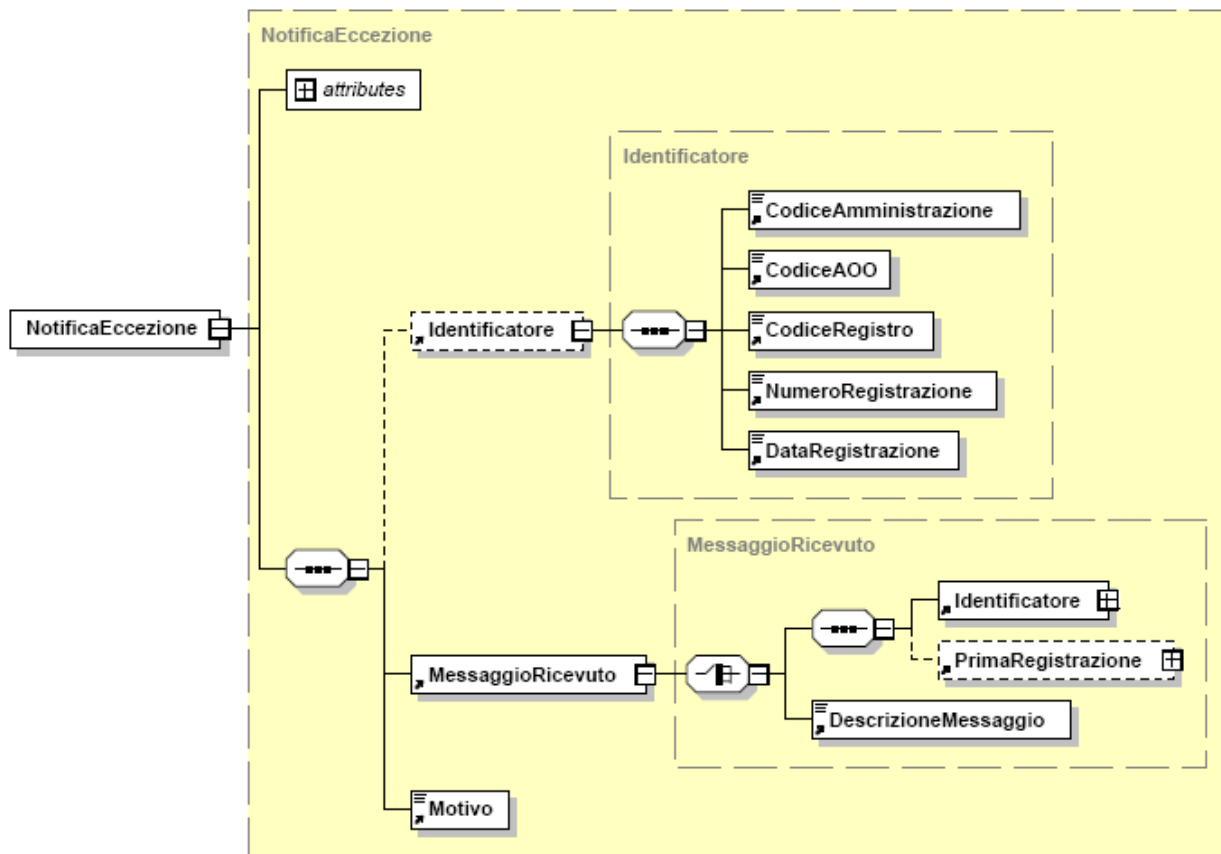 NotificaEccezione
attributes
Identificatore
CodiceAmministrazione
CodiceAOO
NotificaEccezione
Identificatore
CodiceRegistro
NumeroRegistrazione
DataRegistrazione
MessaggioRicevuto
Identificatore
PrimaRegistrazione
MessaggioRicevuto
DescrizioneMessaggio
Motivo